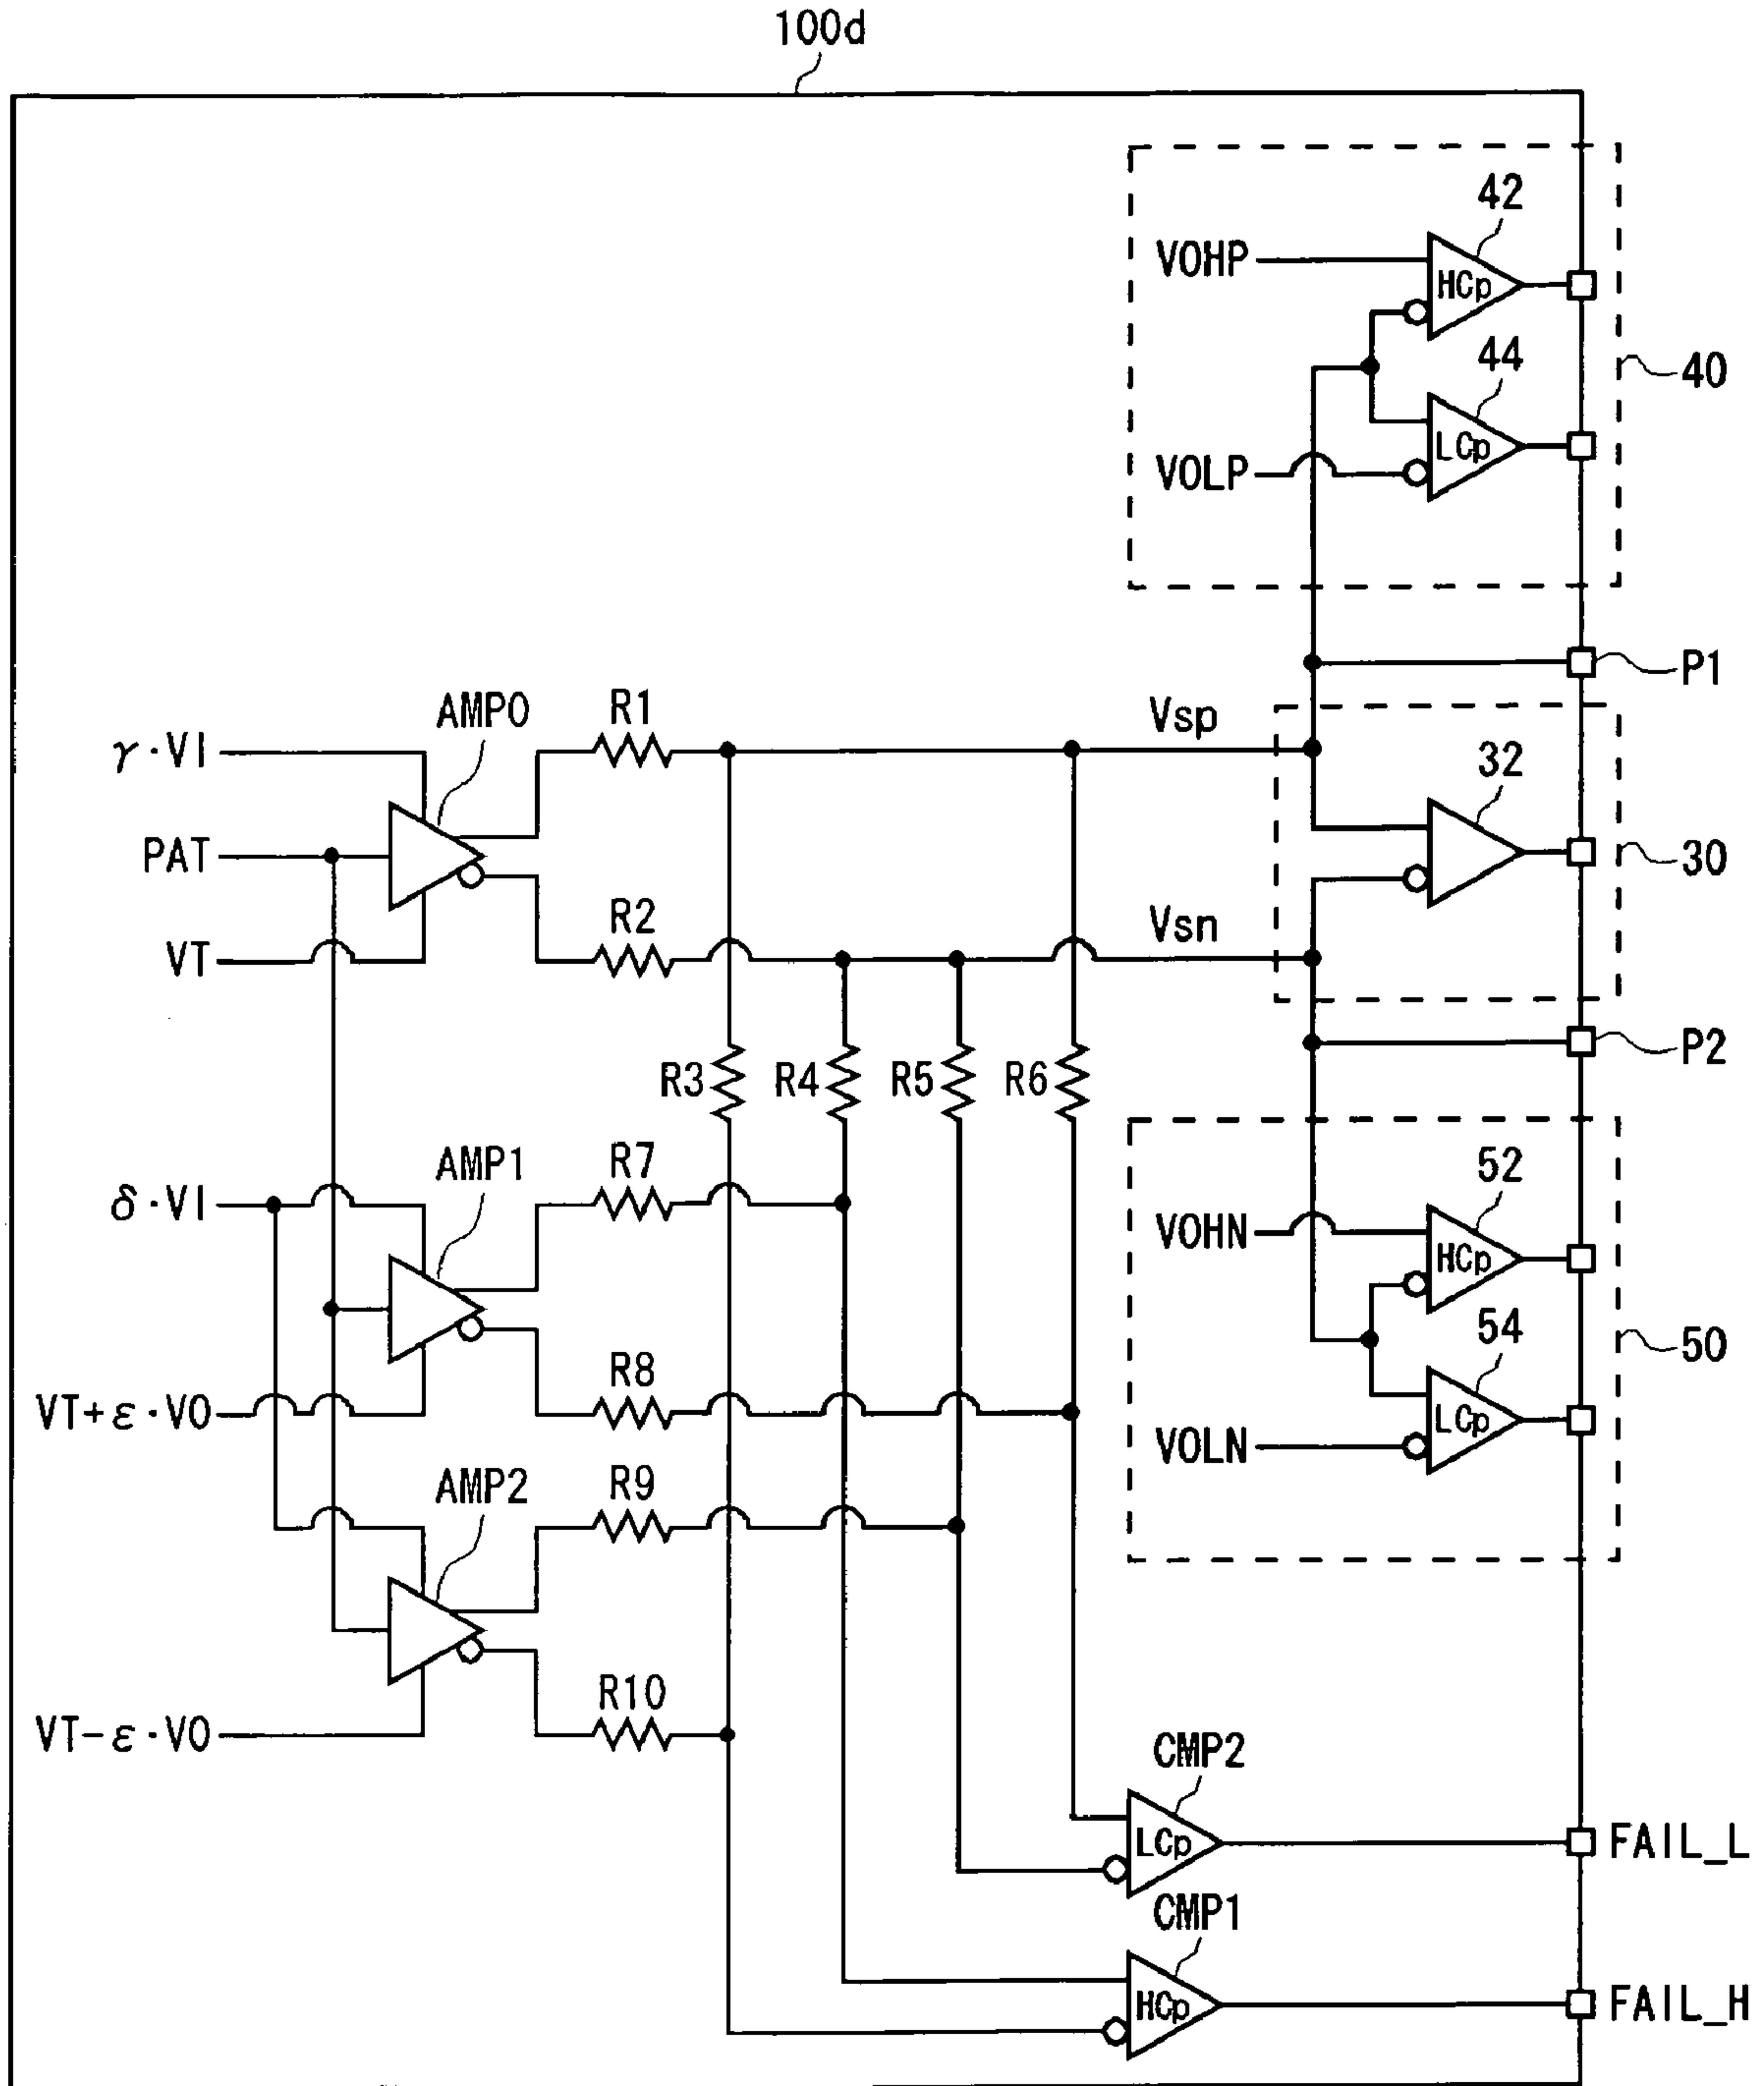 100d
42
VOHP
HCp
44
40
VOLP
LCp
P1
AMP0
R1
Vsp
γ·VI
32
PAT
30
R2
Vsn
VT
P2
R3
R4
R5
R6
AMP1
R7
52
δ·VI
VOHN
HCp
54
50
R8
VT+ε·VO
LCp
VOLN
AMP2
R9
R10
VT-ε·VO
CMP2
LCp
FAIL_L
CMP1
HCp
FAIL_H